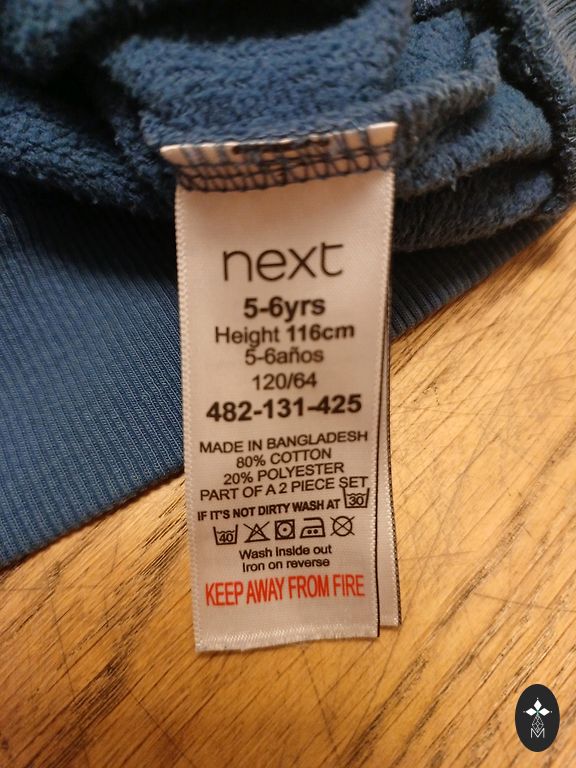 next
5-6yrs
Height 116cm
5-6años
120/64
482-131-425
MADE IN BANGLADESH
80% COTTON
20% POLYESTER
PART OF A 2 PIECE SET
IF IT'S NOT DIRTY WASH AT 30
40
Wash inside out
Iron on reverse
KEEP AWAY FROM FIRE
M